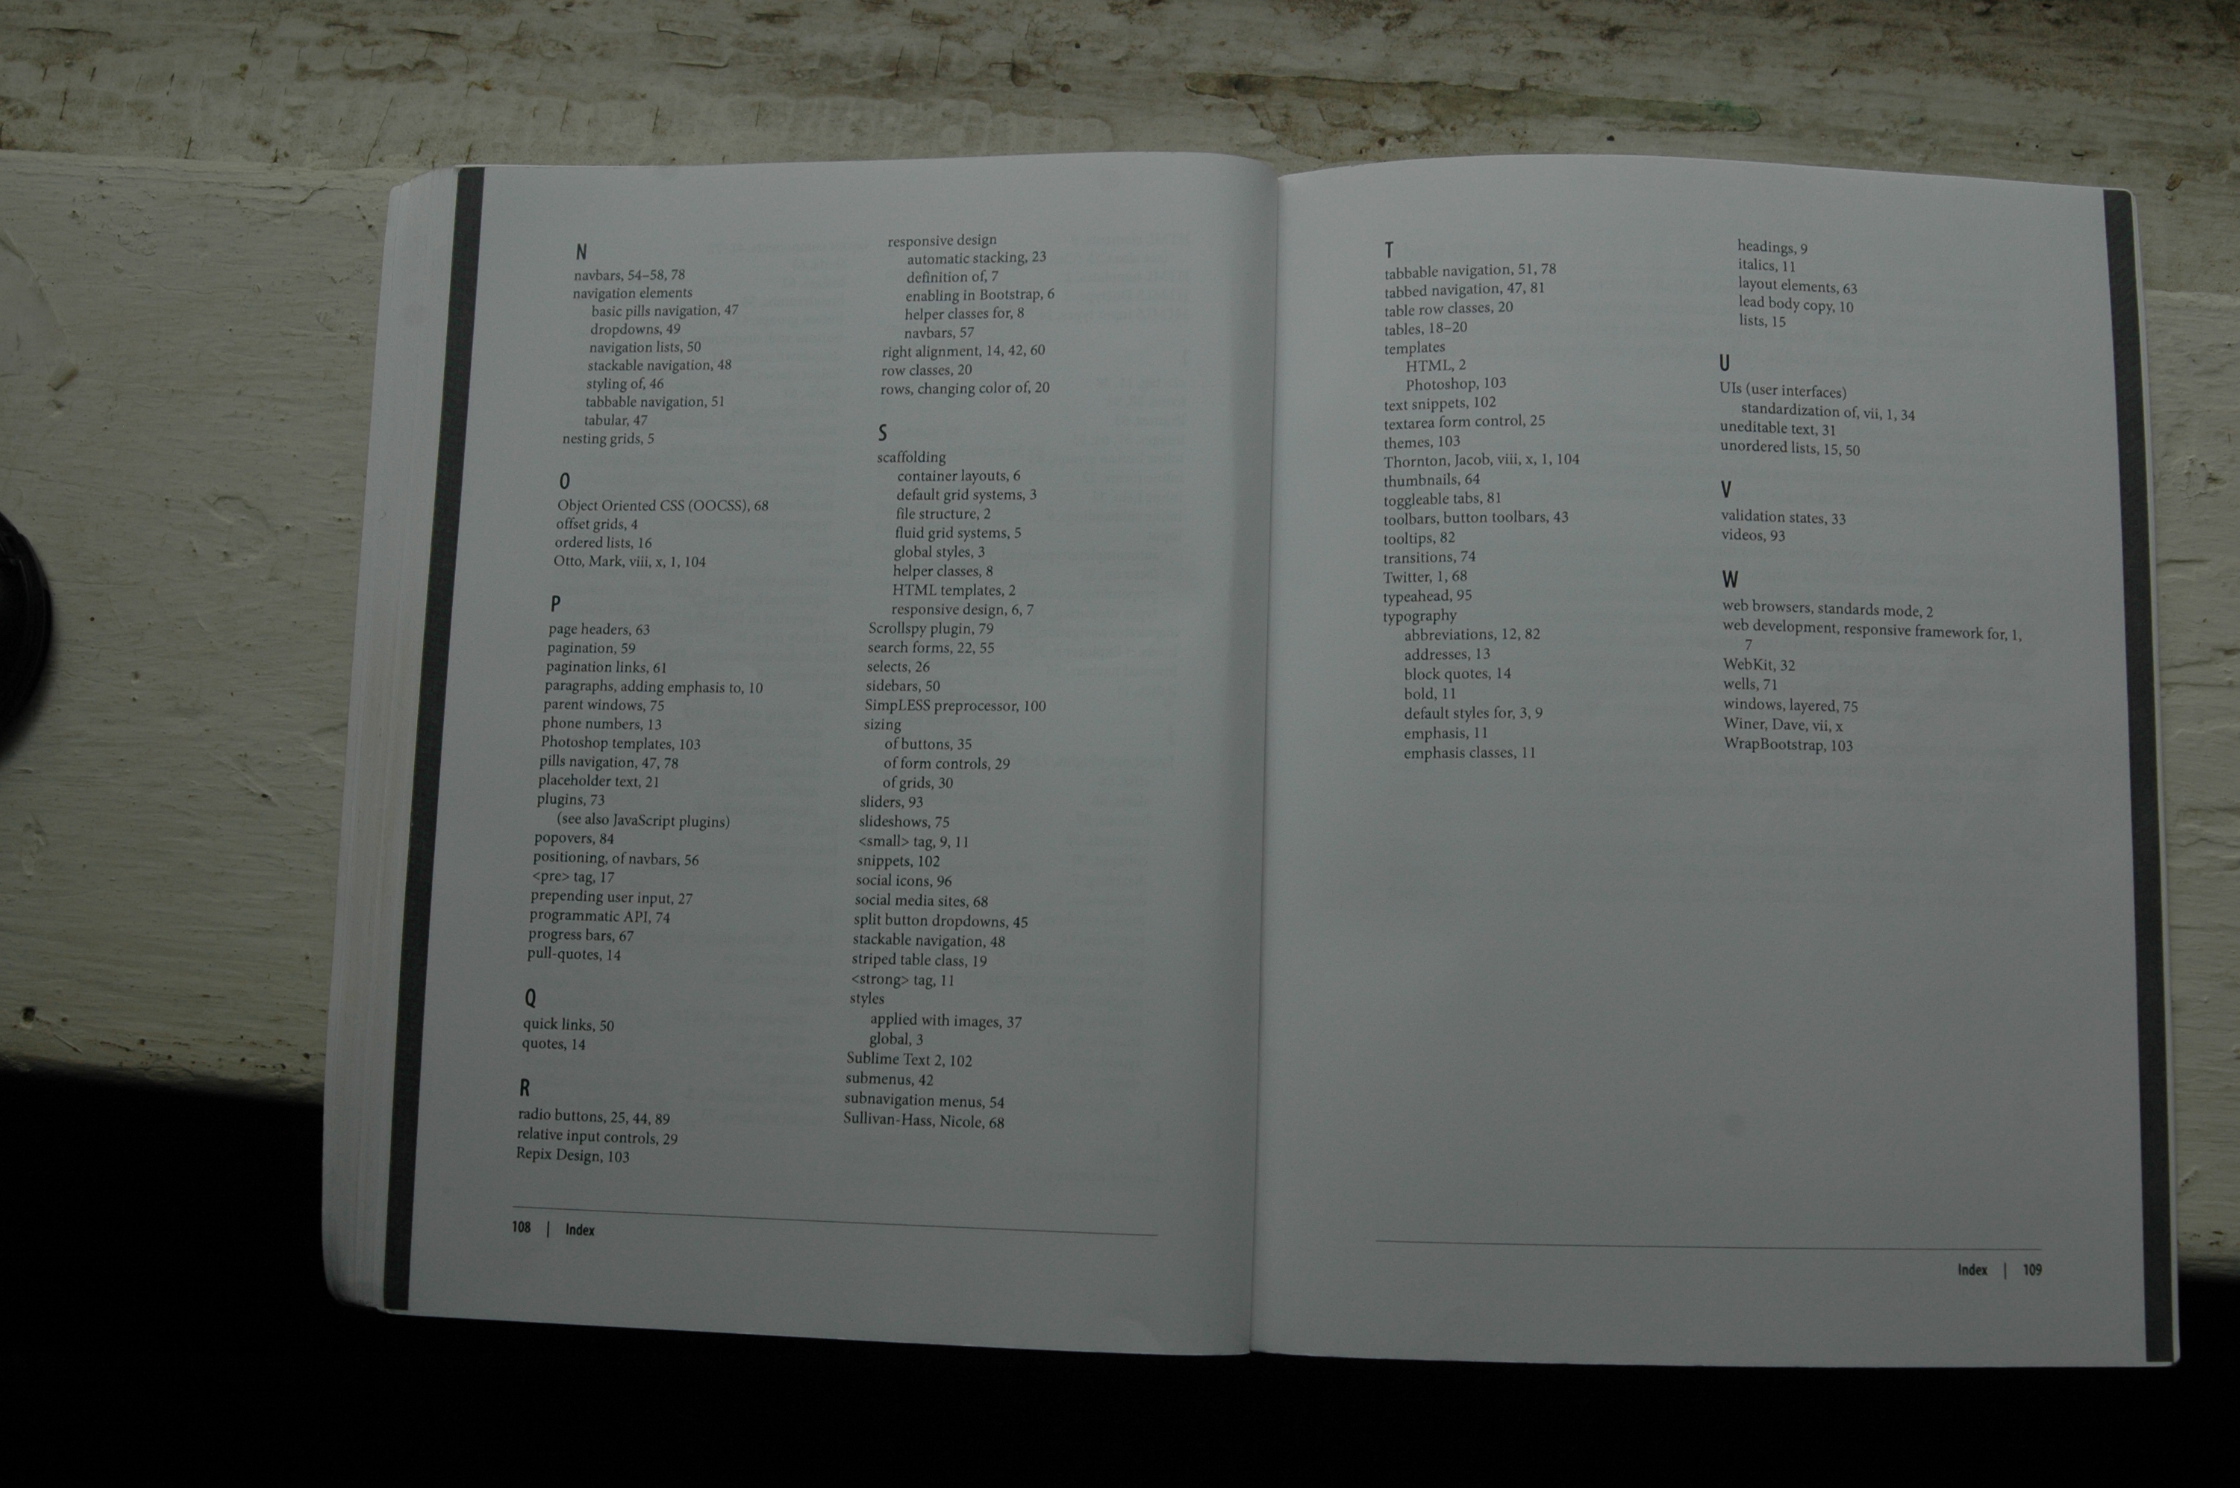 N
navbars, 54–58, 78
navigation elements
basic pills navigation, 47
dropdowns, 49
navigation lists, 50
stackable navigation, 48
styling of, 46
tabbable navigation, 51
tabular, 47
nesting grids, 5
O
Object Oriented CSS (OOCSS), 68
offset grids, 4
ordered lists, 16
Otto, Mark, viii, x, 1, 104
P
page headers, 63
pagination, 59
pagination links, 61
paragraphs, adding emphasis to, 10
parent windows, 75
phone numbers, 13
Photoshop templates, 103
pills navigation, 47, 78
placeholder text, 21
plugins, 73
(see also JavaScript plugins)
popovers, 84
positioning, of navbars, 56
<pre> tag, 17
prepending user input, 27
programmatic API, 74
progress bars, 67
pull-quotes, 14
Q
quick links, 50
quotes, 14
R
radio buttons, 25, 44, 89
relative input controls, 29
Repix Design, 103
responsive design
automatic stacking, 23
definition of, 7
enabling in Bootstrap, 6
helper classes for, 8
navbars, 57
right alignment, 14, 42, 60
row classes, 20
rows, changing color of, 20
S
scaffolding
container layouts, 6
default grid systems, 3
file structure, 2
fluid grid systems, 5
global styles, 3
helper classes, 8
HTML templates, 2
responsive design, 6, 7
Scrollspy plugin, 79
search forms, 22, 55
selects, 26
sidebars, 50
SimpLESS preprocessor, 100
sizing
of buttons, 35
of form controls, 29
of grids, 30
sliders, 93
slideshows, 75
<small> tag, 9, 11
snippets, 102
social icons, 96
social media sites, 68
split button dropdowns, 45
stackable navigation, 48
striped table class, 19
<strong> tag, 11
styles
applied with images, 37
global, 3
Sublime Text 2, 102
submenus, 42
subnavigation menus, 54
Sullivan-Hass, Nicole, 68
108 | Index
T
tabbable navigation, 51, 78
tabbed navigation, 47, 81
table row classes, 20
tables, 18–20
templates
HTML, 2
Photoshop, 103
text snippets, 102
textarea form control, 25
themes, 103
Thornton, Jacob, viii, x, 1, 104
thumbnails, 64
toggleable tabs, 81
toolbars, button toolbars, 43
tooltips, 82
transitions, 74
Twitter, 1, 68
typeahead, 95
typography
abbreviations, 12, 82
addresses, 13
block quotes, 14
bold, 11
default styles for, 3, 9
emphasis, 11
emphasis classes, 11
headings, 9
italics, 11
layout elements, 63
lead body copy, 10
lists, 15
U
UIs (user interfaces)
standardization of, vii, 1, 34
uneditable text, 31
unordered lists, 15, 50
V
validation states, 33
videos, 93
W
web browsers, standards mode, 2
web development, responsive framework for, 1,
7
WebKit, 32
wells, 71
windows, layered, 75
Winer, Dave, vii, x
WrapBootstrap, 103
Index | 109